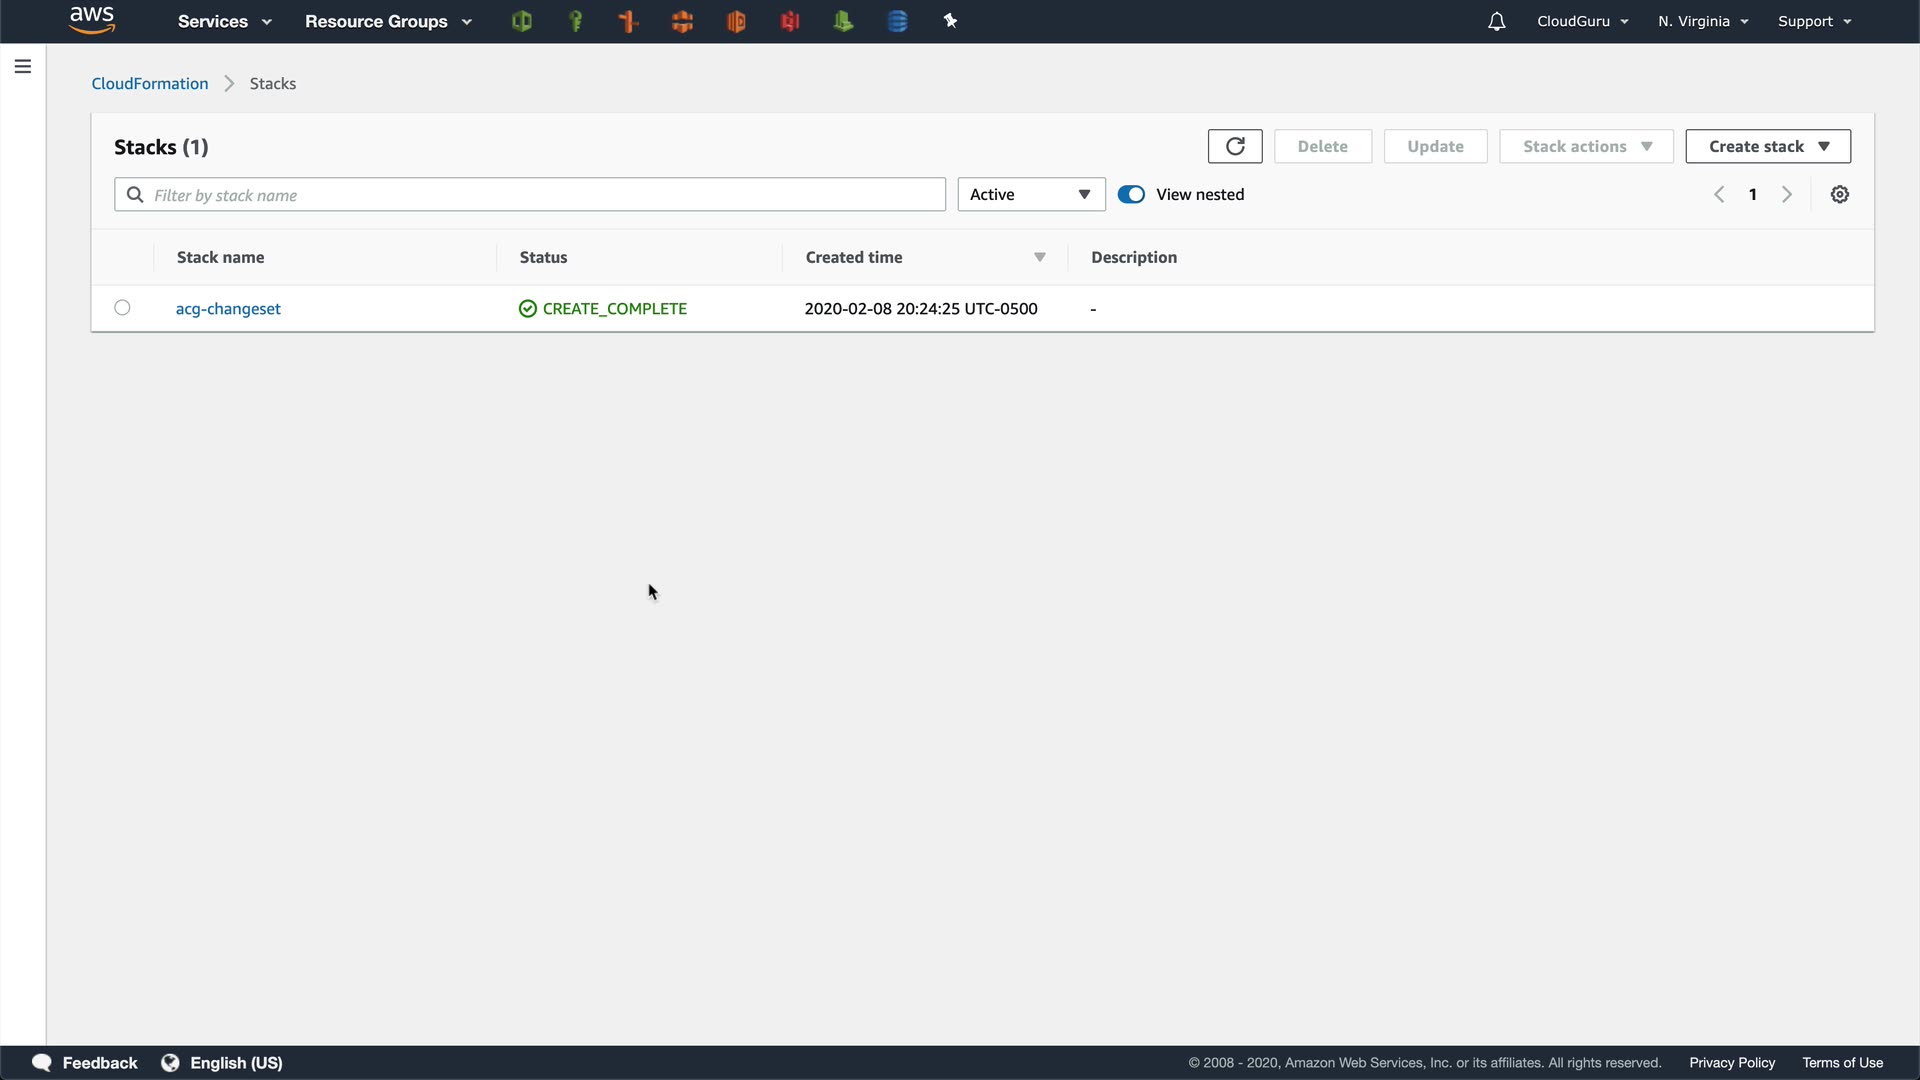 aws Services Resource Groups CloudGuru N. Virginia Support
CloudFormation Stacks
Stacks (1) Delete Update Stack actions Create stack
Filter by stack name Active View nested 1
Stack name Status Created time Description
acg-changeset CREATE_COMPLETE 2020-02-08 20:24:25 UTC-0500 -
Feedback English (US) © 2008 - 2020, Amazon Web Services, Inc. or its affiliates. All rights reserved. Privacy Policy Terms of Use